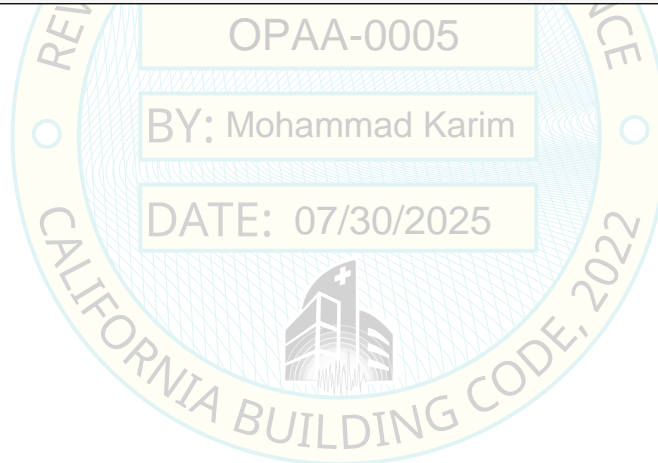 OPAA-0005
BY: Mohammad Karim
DATE: 07/30/2025
CALIFORNIA BUILDING CODE, 2022